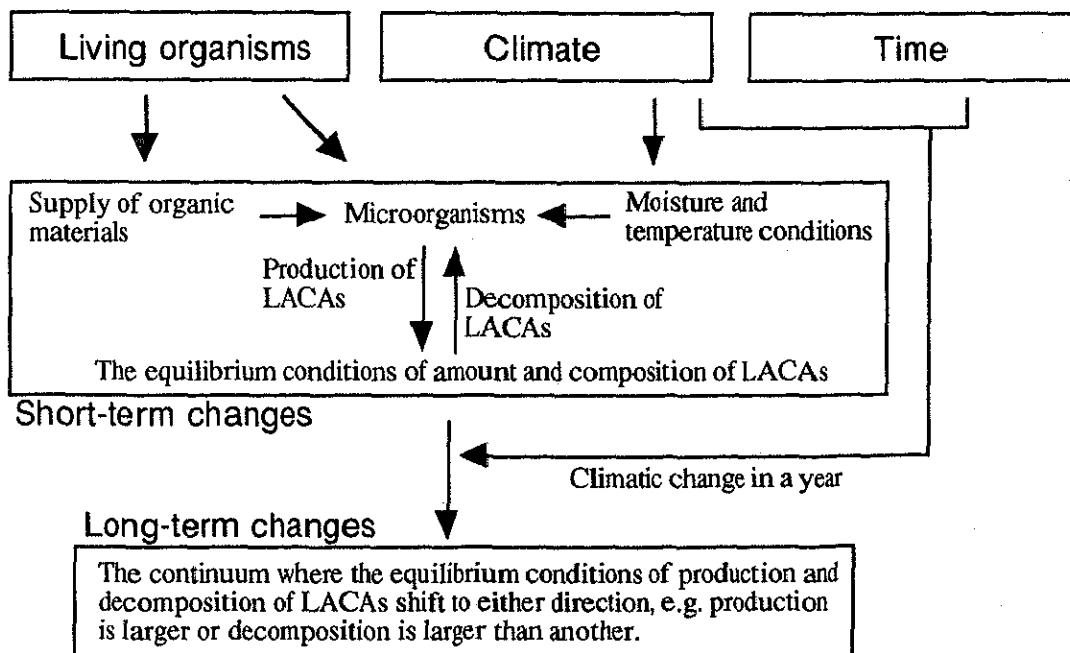 Living organisms
Climate
Time
Supply of organic
materials
Microorganisms
Moisture and
temperature conditions
Production of
LACAs
Decomposition of
LACAs
The equilibrium conditions of amount and composition of LACAs
Short-term changes
Climatic change in a year
Long-term changes
The continuum where the equilibrium conditions of production and
decomposition of LACAs shift to either direction, e.g. production
is larger or decomposition is larger than another.